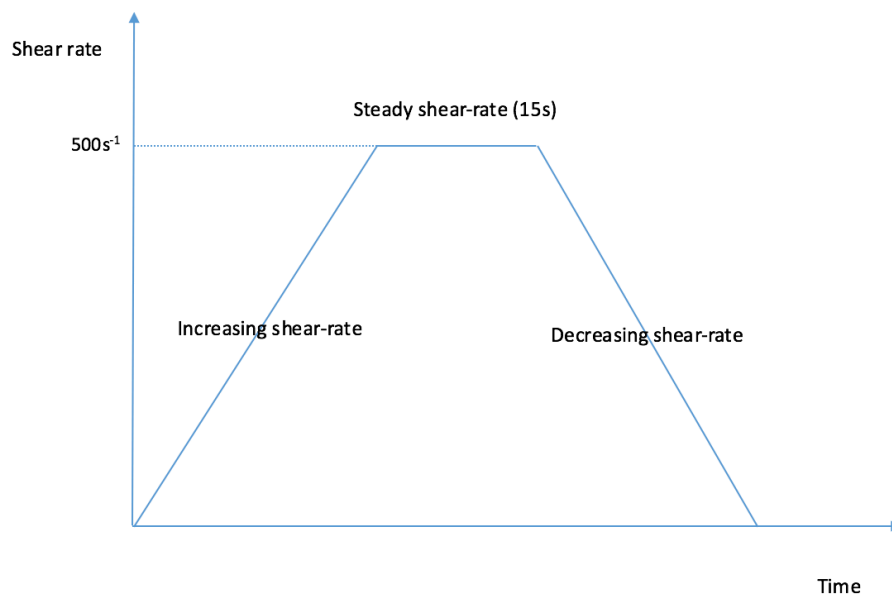 Shear rate
Steady shear-rate (15s)
500s⁻¹
Increasing shear-rate
Decreasing shear-rate
Time